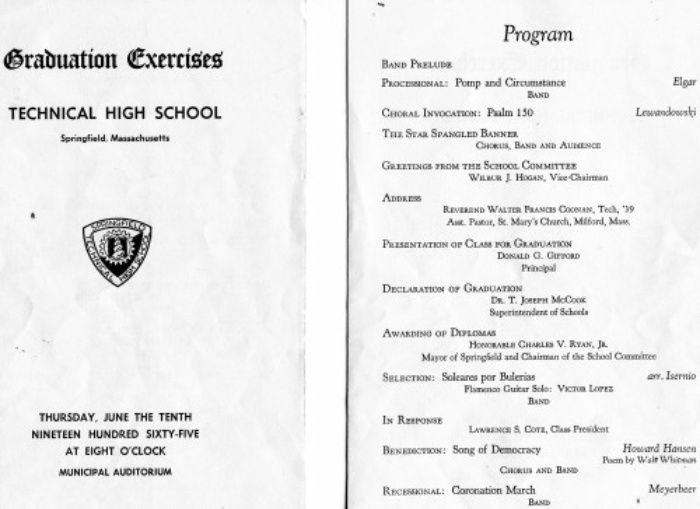 Graduation Exercises
TECHNICAL HIGH SCHOOL
Springfield, Massachusetts
SPRINGFIELD
TECHNICAL HIGH SCHOOL
THURSDAY, JUNE THE TENTH
NINETEEN HUNDRED SIXTY-FIVE
AT EIGHT O'CLOCK
MUNICIPAL AUDITORIUM
Program
BAND PRELUDE
PROCESSIONAL: Pomp and Circumstance Elgar
BAND
CHORAL INVOCATION: Psalm 150 Lewandowski
THE STAR SPANGLED BANNER
CHORUS, BAND AND AUDIENCE
GREETINGS FROM THE SCHOOL COMMITTEE
WILBUR J. HOGAN, Vice-Chairman
ADDRESS
REVEREND WALTER FRANCIS COONAN, Tech, '39
Asst. Pastor, St. Mary's Church, Milford, Mass.
PRESENTATION OF CLASS FOR GRADUATION
DONALD G. GIFFORD
Principal
DECLARATION OF GRADUATION
DR. T. JOSEPH MCCOOK
Superintendent of Schools
AWARDING OF DIPLOMAS
HONORABLE CHARLES V. RYAN, JR.
Mayor of Springfield and Chairman of the School Committee
SELECTION: Soleares por Bulerias arr. Isernio
Flamenco Guitar Solo: VICTOR LOPEZ
BAND
IN RESPONSE
LAWRENCE S. COTE, Class President
BENEDICTION: Song of Democracy Howard Hansen
Poem by Walt Whitman
CHORUS AND BAND
RECESSIONAL: Coronation March Meyerbeer
BAND